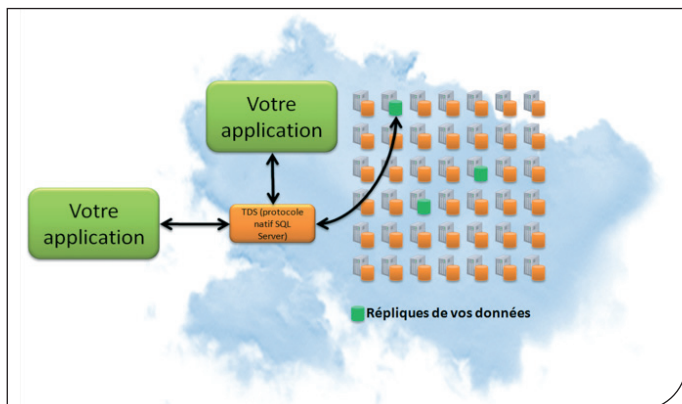 Votre
application
Votre
application
TDS (protocole
natif SQL
Server)
Répliques de vos données